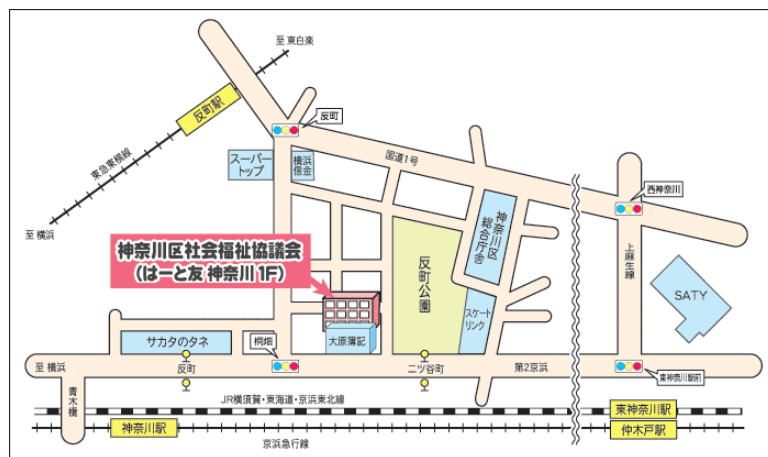 至 東白楽
反町駅
反町
東急東横線
スーパー
トップ
横浜
信金
国道1号
西神奈川
至 横浜
神奈川区社会福祉協議会
(はーと友 神奈川 1F)
反町公園
神奈川区
総合庁舎
上麻生線
SATY
スケート
リンク
サカタのタネ
桐畑
大原簿記
至 横浜
反町
二ツ谷町
第2京浜
東神奈川駅前
青木橋
JR横須賀・東海道・京浜東北線
東神奈川駅
神奈川駅
仲木戸駅
京浜急行線